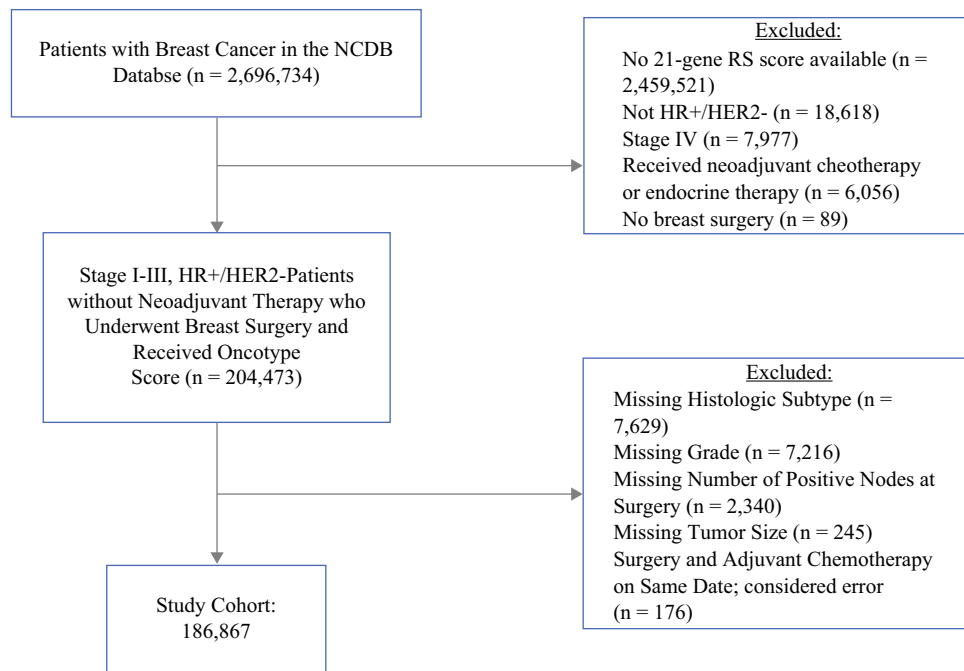 Patients with Breast Cancer in the NCDB
Databse (n = 2,696,734)
Excluded:
No 21-gene RS score available (n =
2,459,521)
Not HR+/HER2- (n = 18,618)
Stage IV (n = 7,977)
Received neoadjuvant cheotherapy
or endocrine therapy (n = 6,056)
No breast surgery (n = 89)
Stage I-III, HR+/HER2-Patients
without Neoadjuvant Therapy who
Underwent Breast Surgery and
Received Oncotype
Score (n = 204,473)
Excluded:
Missing Histologic Subtype (n =
7,629)
Missing Grade (n = 7,216)
Missing Number of Positive Nodes at
Surgery (n = 2,340)
Missing Tumor Size (n = 245)
Surgery and Adjuvant Chemotherapy
on Same Date; considered error
(n = 176)
Study Cohort:
186,867